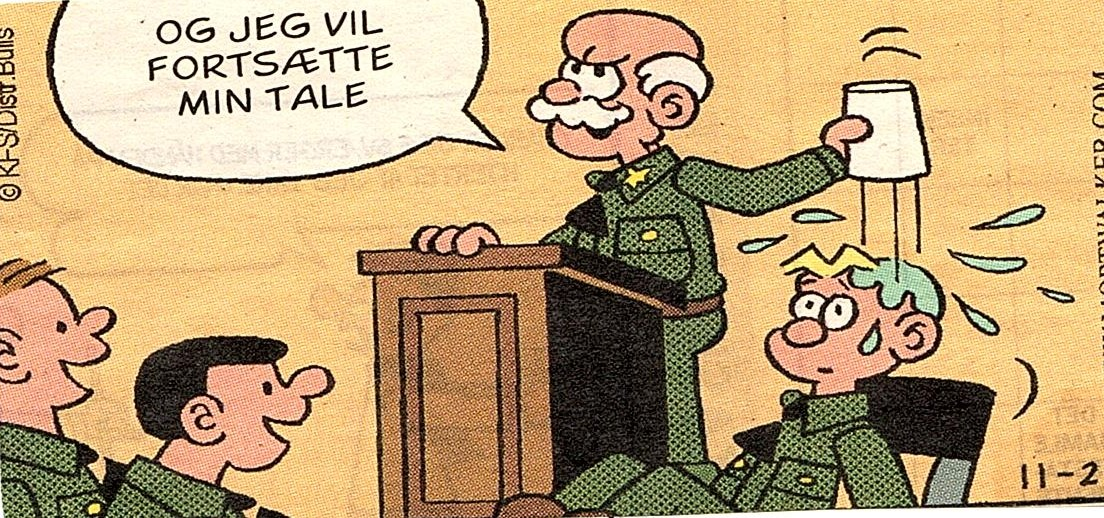 OG JEG VIL
FORTSÆTTE
MIN TALE
© KFS/Distr. Bulls
11-2